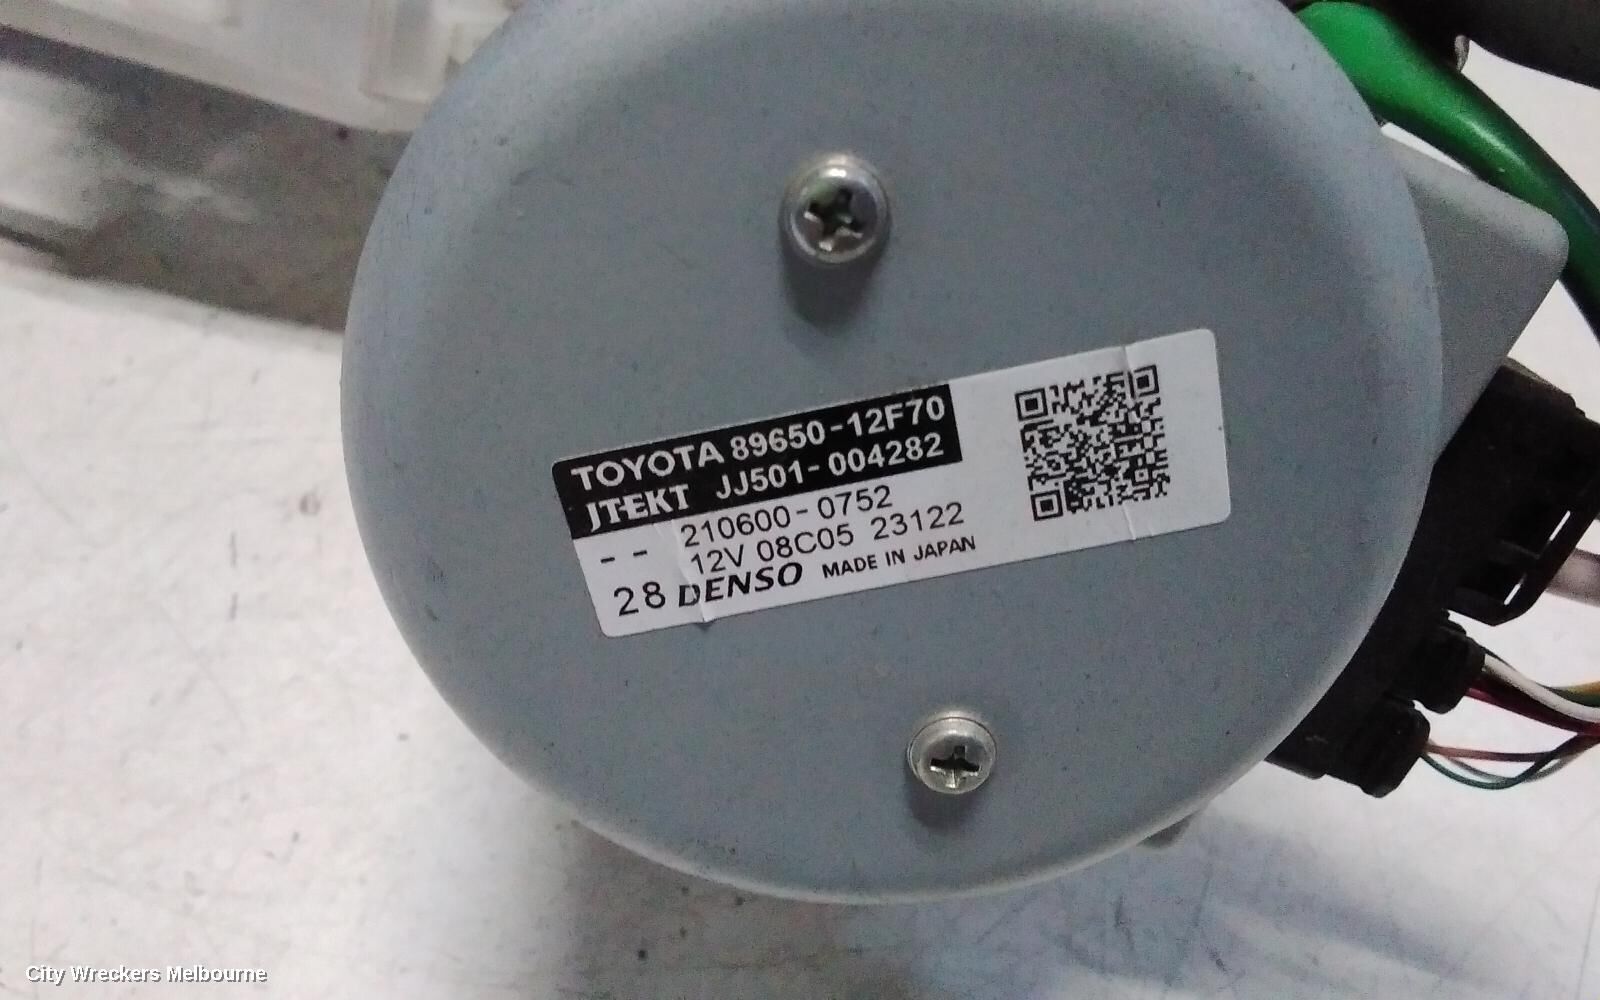 TOYOTA 89650-12F70
JTEKT JJ501-004282
-- 210600-0752
12V 08C05 23122
28 DENSO MADE IN JAPAN
City Wreckers Melbourne